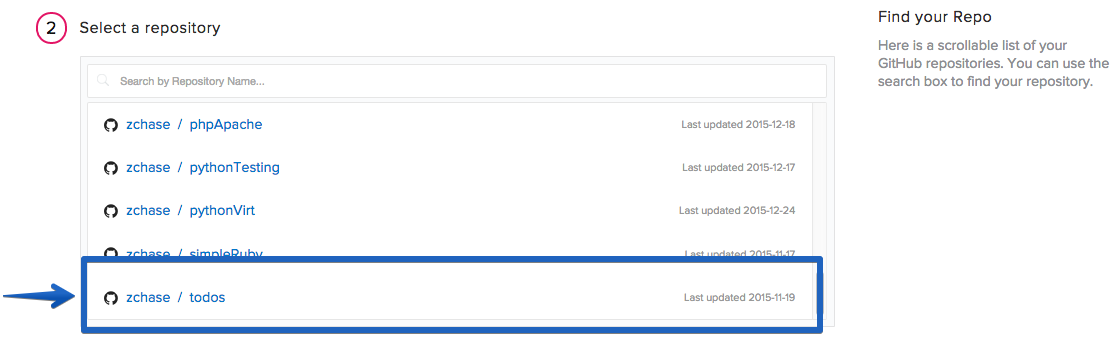 2 Select a repository
Search by Repository Name...
zchase / phpApache Last updated 2015-12-18
zchase / pythonTesting Last updated 2015-12-17
zchase / pythonVirt Last updated 2015-12-24
zchase / simpleRuby Last updated 2015-11-17
zchase / todos Last updated 2015-11-19
Find your Repo
Here is a scrollable list of your
GitHub repositories. You can use the
search box to find your repository.